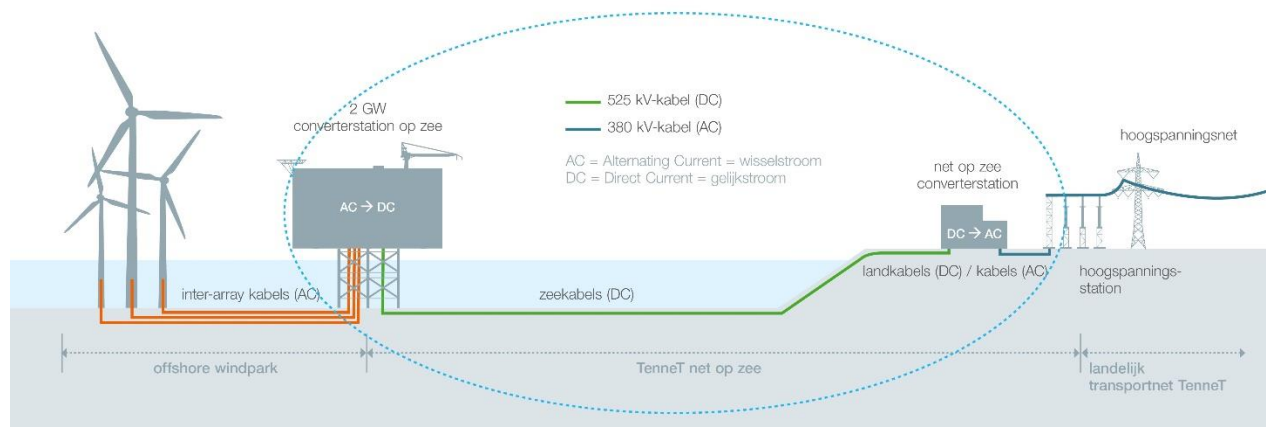 2 GW
converterstation op zee
AC → DC
525 kV-kabel (DC)
380 kV-kabel (AC)
AC = Alternating Current = wisselstroom
DC = Direct Current = gelijkstroom
net op zee
converterstation
DC → AC
hoogspanningsnet
inter-array kabels (AC)
zeekabels (DC)
landkabels (DC) / kabels (AC)
hoogspannings-
station
offshore windpark
TenneT net op zee
landelijk
transportnet TenneT